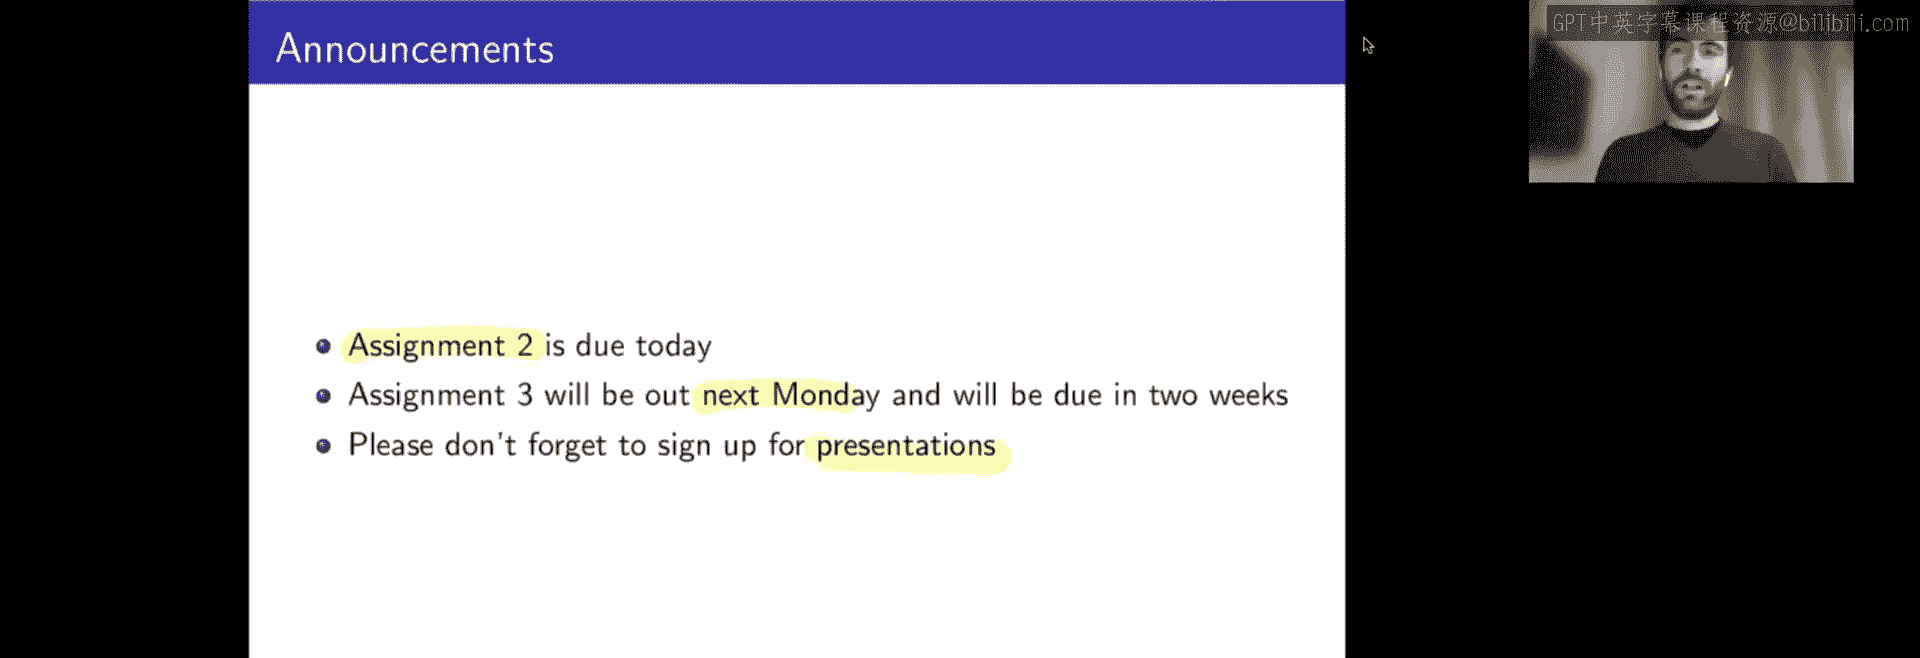 Announcements
GPT中英字幕课程资源@bilibili.com
Assignment 2 is due today
Assignment 3 will be out next Monday and will be due in two weeks
Please don't forget to sign up for presentations